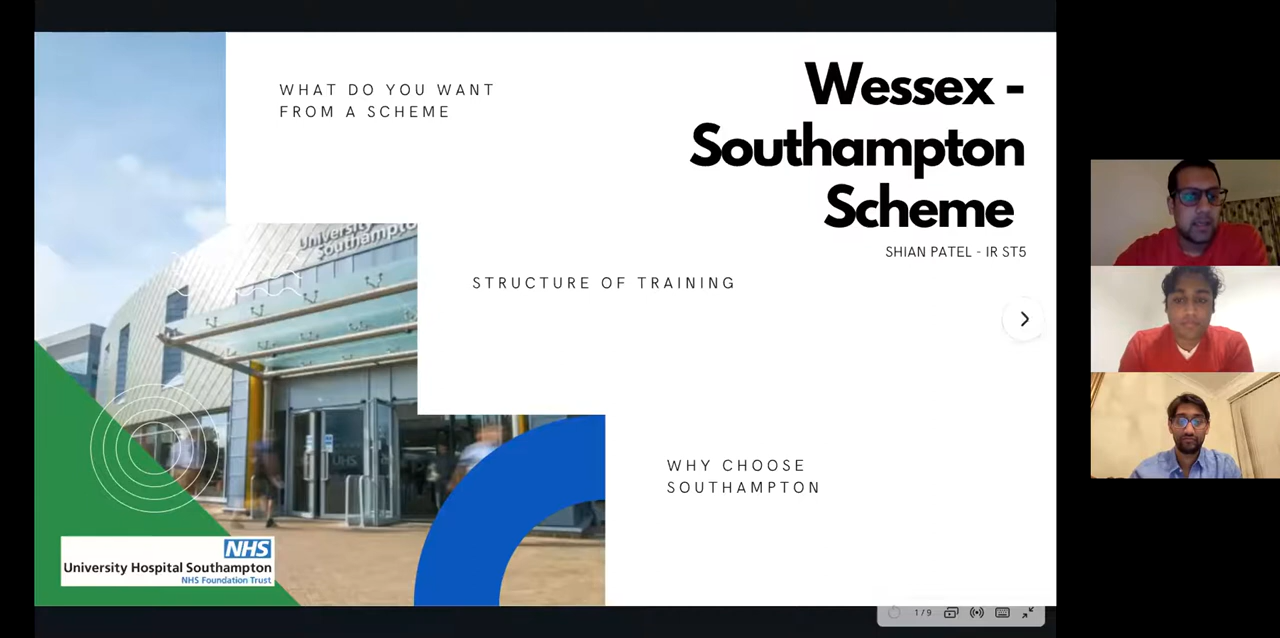 WHAT DO YOU WANT
FROM A SCHEME
Wessex -
Southampton
Scheme
SHIAN PATEL - IR ST5
STRUCTURE OF TRAINING
WHY CHOOSE
SOUTHAMPTON
University
Southampton
UHS
NHS
University Hospital Southampton
NHS Foundation Trust
1/9